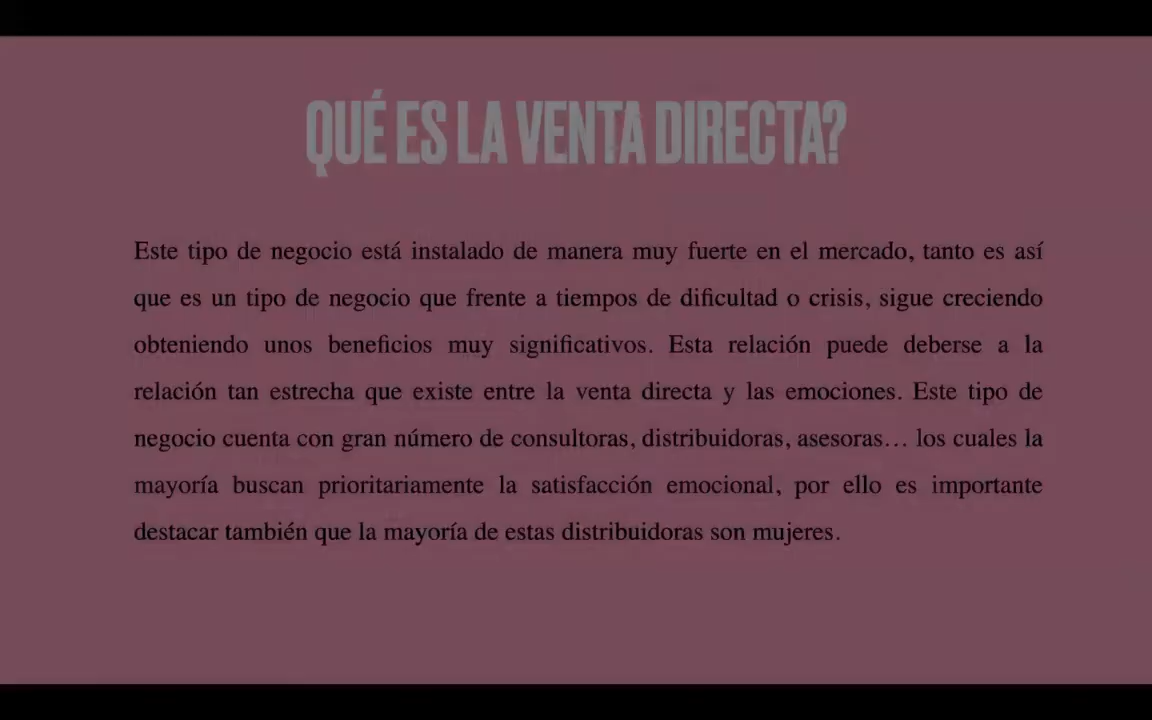 QUÉ ES LA VENTA DIRECTA?
Este tipo de negocio está instalado de manera muy fuerte en el mercado, tanto es así
que es un tipo de negocio que frente a tiempos de dificultad o crisis, sigue creciendo
obteniendo unos beneficios muy significativos. Esta relación puede deberse a la
relación tan estrecha que existe entre la venta directa y las emociones. Este tipo de
negocio cuenta con gran número de consultoras, distribuidoras, asesoras… los cuales la
mayoría buscan prioritariamente la satisfacción emocional, por ello es importante
destacar también que la mayoría de estas distribuidoras son mujeres.